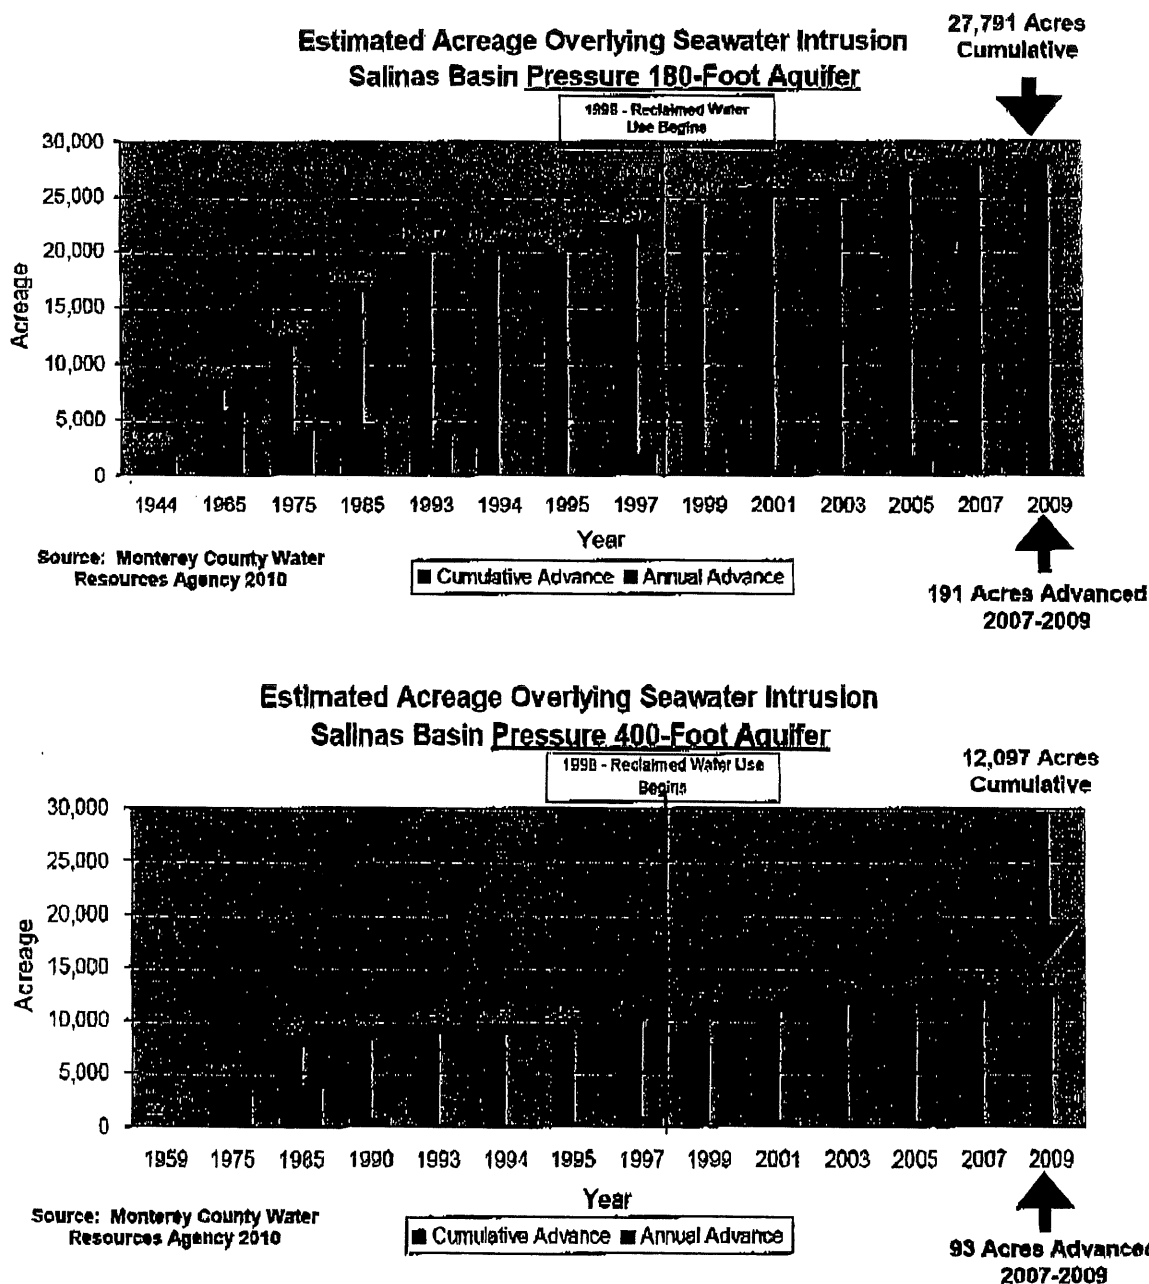 Estimated Acreage Overlying Seawater Intrusion
Salinas Basin Pressure 180-Foot Aquifer
27,791 Acres
Cumulative
1998 - Reclaimed Water
Use Begins
30,000
25,000
20,000
15,000
10,000
5,000
0
Acreage
1944 1965 1975 1985 1993 1994 1995 1997 1999 2001 2003 2005 2007 2009
Year
Source: Monterey County Water
Resources Agency 2010
Cumulative Advance Annual Advance
191 Acres Advanced
2007-2009
Estimated Acreage Overlying Seawater Intrusion
Salinas Basin Pressure 400-Foot Aquifer
12,097 Acres
Cumulative
1998 - Reclaimed Water Use
Begins
30,000
25,000
20,000
15,000
10,000
5,000
0
Acreage
1959 1975 1985 1990 1993 1994 1995 1997 1999 2001 2003 2005 2007 2009
Year
Source: Monterey County Water
Resources Agency 2010
Cumulative Advance Annual Advance
93 Acres Advanced
2007-2009